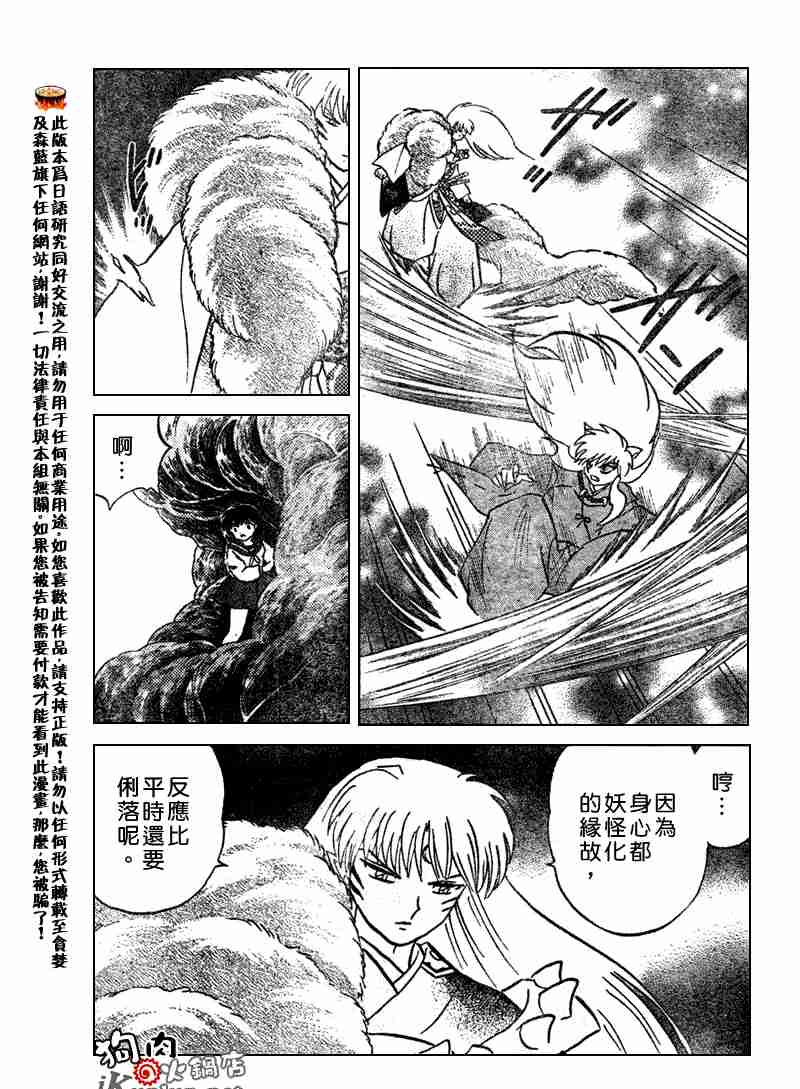 啊…
哼…
因為
身心都
妖怪化
的緣故，
反應比
平時還要
俐落呢。
此版本爲日語研究同好交流之用，請勿用于任何商業用途，如您喜歡此作品，請支持正版！請勿以任何形式轉載至貪婪
及森藍旗下任何網站，謝謝！一切法律責任與本組無關。如果您被告知需要付款才能看到此漫畫，那麼，您被騙了！
狗肉
火鍋店